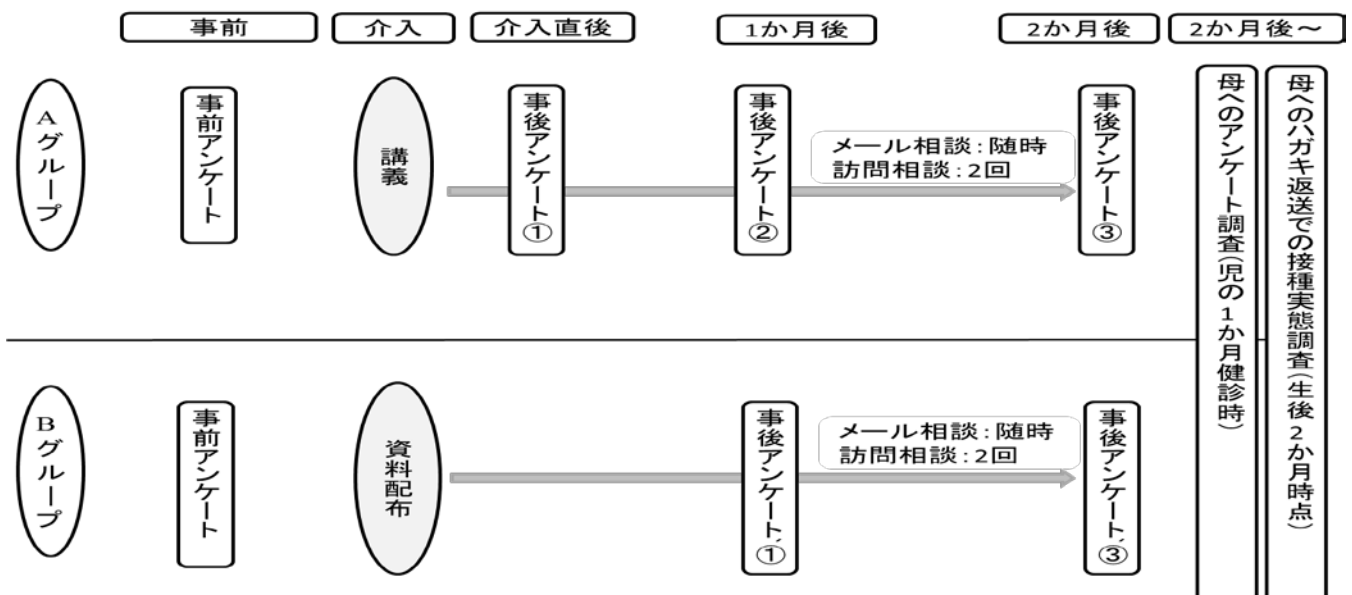 事前
介入
介入直後
1か月後
2か月後
2か月後～
Aグループ
事前アンケート
講義
事後アンケート①
事後アンケート②
メール相談：随時
訪問相談：2回
事後アンケート③
母へのアンケート調査(児の1か月健診時)
母へのハガキ返送での接種実態調査(生後2か月時点)
Bグループ
事前アンケート
資料配布
事後アンケート,①
メール相談：随時
訪問相談：2回
事後アンケート,③